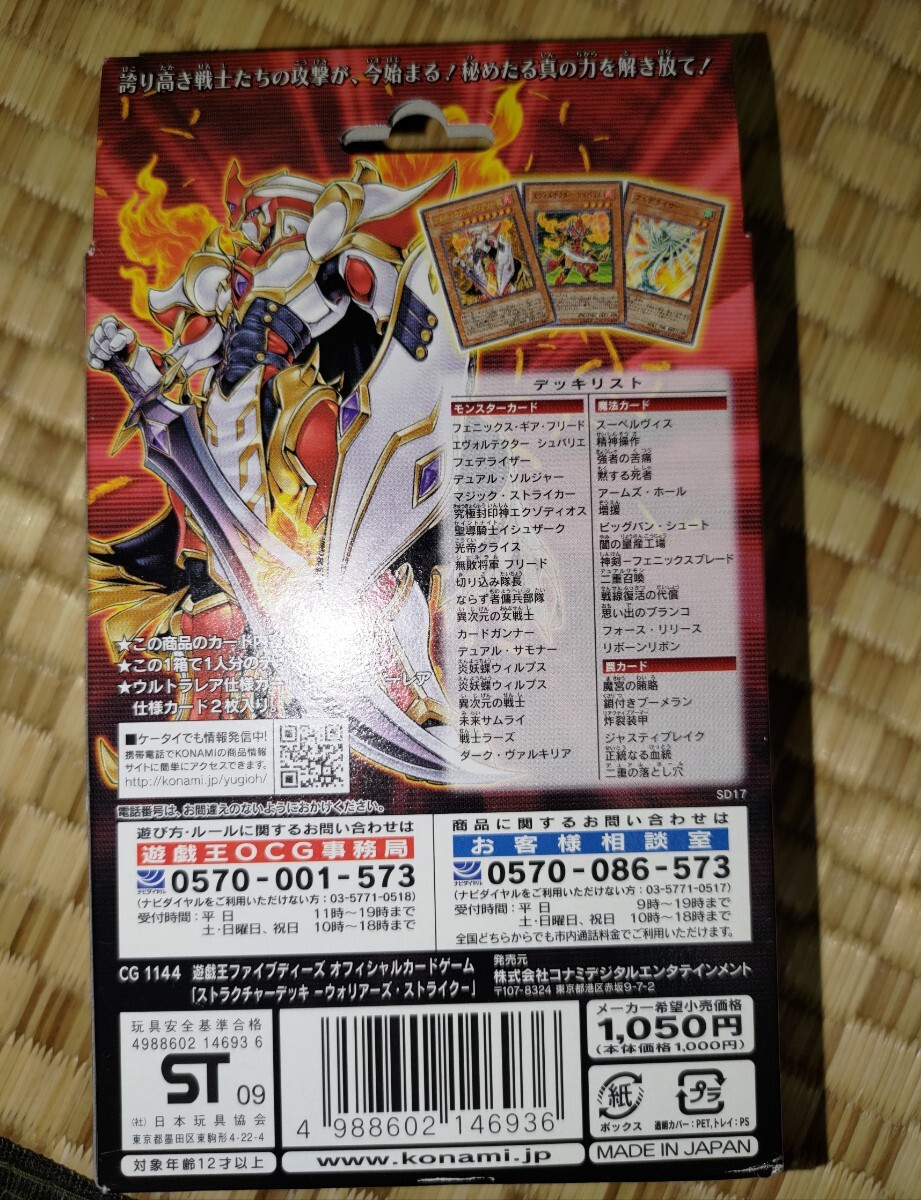 誇り高き戦士たちの攻撃が、今始まる!秘めたる真の力を解き放て!
デッキリスト
モンスターカード
フェニックス・ギア・フリード
エヴォルテクター シュバリエ
フェデライザー
デュアル・ソルジャー
マジック・ストライカー
究極封印神エクゾディオス
聖導騎士イシュザーク
光帝クライス
無敗将軍 フリード
切り込み隊長
ならず者傭兵部隊
異次元の女戦士
カードガンナー
デュアル・サモナー
炎妖蝶ウィルプス
炎妖蝶ウィルプス
異次元の戦士
未来サムライ
戦士ラーズ
ダーク・ヴァルキリア
魔法カード
スーペルヴィス
精神操作
強者の苦痛
黙する死者
アームズ・ホール
増援
ビッグバン・シュート
闇の量産工場
神剣-フェニックスブレード
二重召喚
戦線復活の代償
思い出のブランコ
フォース・リリース
リボーンリボン
罠カード
魔宮の賄賂
鎖付きブーメラン
炸裂装甲
ジャスティブレイク
正統なる血統
二重の落とし穴
SD17
★この商品のカード内
★この1箱で1人分のデ
★ウルトラレア仕様カー
仕様カード2枚入り
■ケータイでも情報発信中!
携帯電話でKONAMIの商品情報
サイトに簡単にアクセスできます。
http://konami.jp/yugioh/
電話番号は、お間違えのないようにおかけください。
遊び方・ルールに関するお問い合わせは
遊戯王OCG事務局
ナビダイヤル 0570-001-573
(ナビダイヤルをご利用いただけない方:03-5771-0518)
受付時間:平日 11時〜19時まで
土・日曜日、祝日 10時〜18時まで
商品に関するお問い合わせは
お客様相談室
ナビダイヤル 0570-086-573
(ナビダイヤルをご利用いただけない方:03-5771-0517)
受付時間:平日 9時〜19時まで
土・日曜日、祝日 10時〜18時まで
全国どちらからでも市内通話料金でご利用いただけます。
CG 1144 遊戯王ファイブディーズ オフィシャルカードゲーム
「ストラクチャーデッキ -ウォリアーズ・ストライク-」
発売元
株式会社コナミデジタルエンタテインメント
〒107-8324 東京都港区赤坂9-7-2
玩具安全基準合格
4988602 14693 6
ST 09
(社)日本玩具協会
東京都墨田区東駒形4-22-4
対象年齢12才以上
4 988602 146936
www.konami.jp
メーカー希望小売価格
1,050円
(本体価格1,000円)
紙
ボックス
プラ
透明カバー:PET,トレイ:PS
MADE IN JAPAN